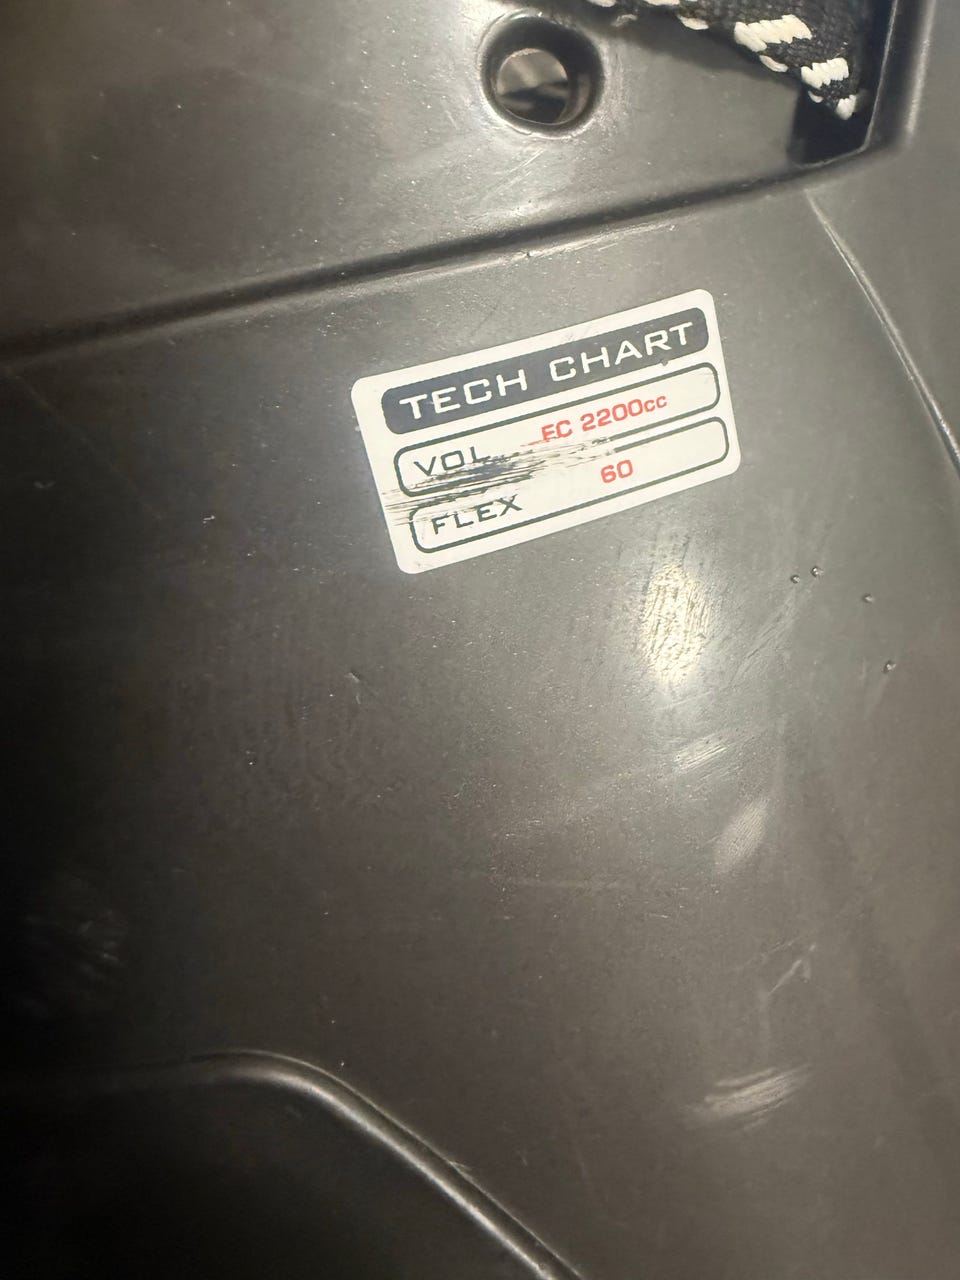 TECH CHART
VOL FC 2200cc
FLEX 60